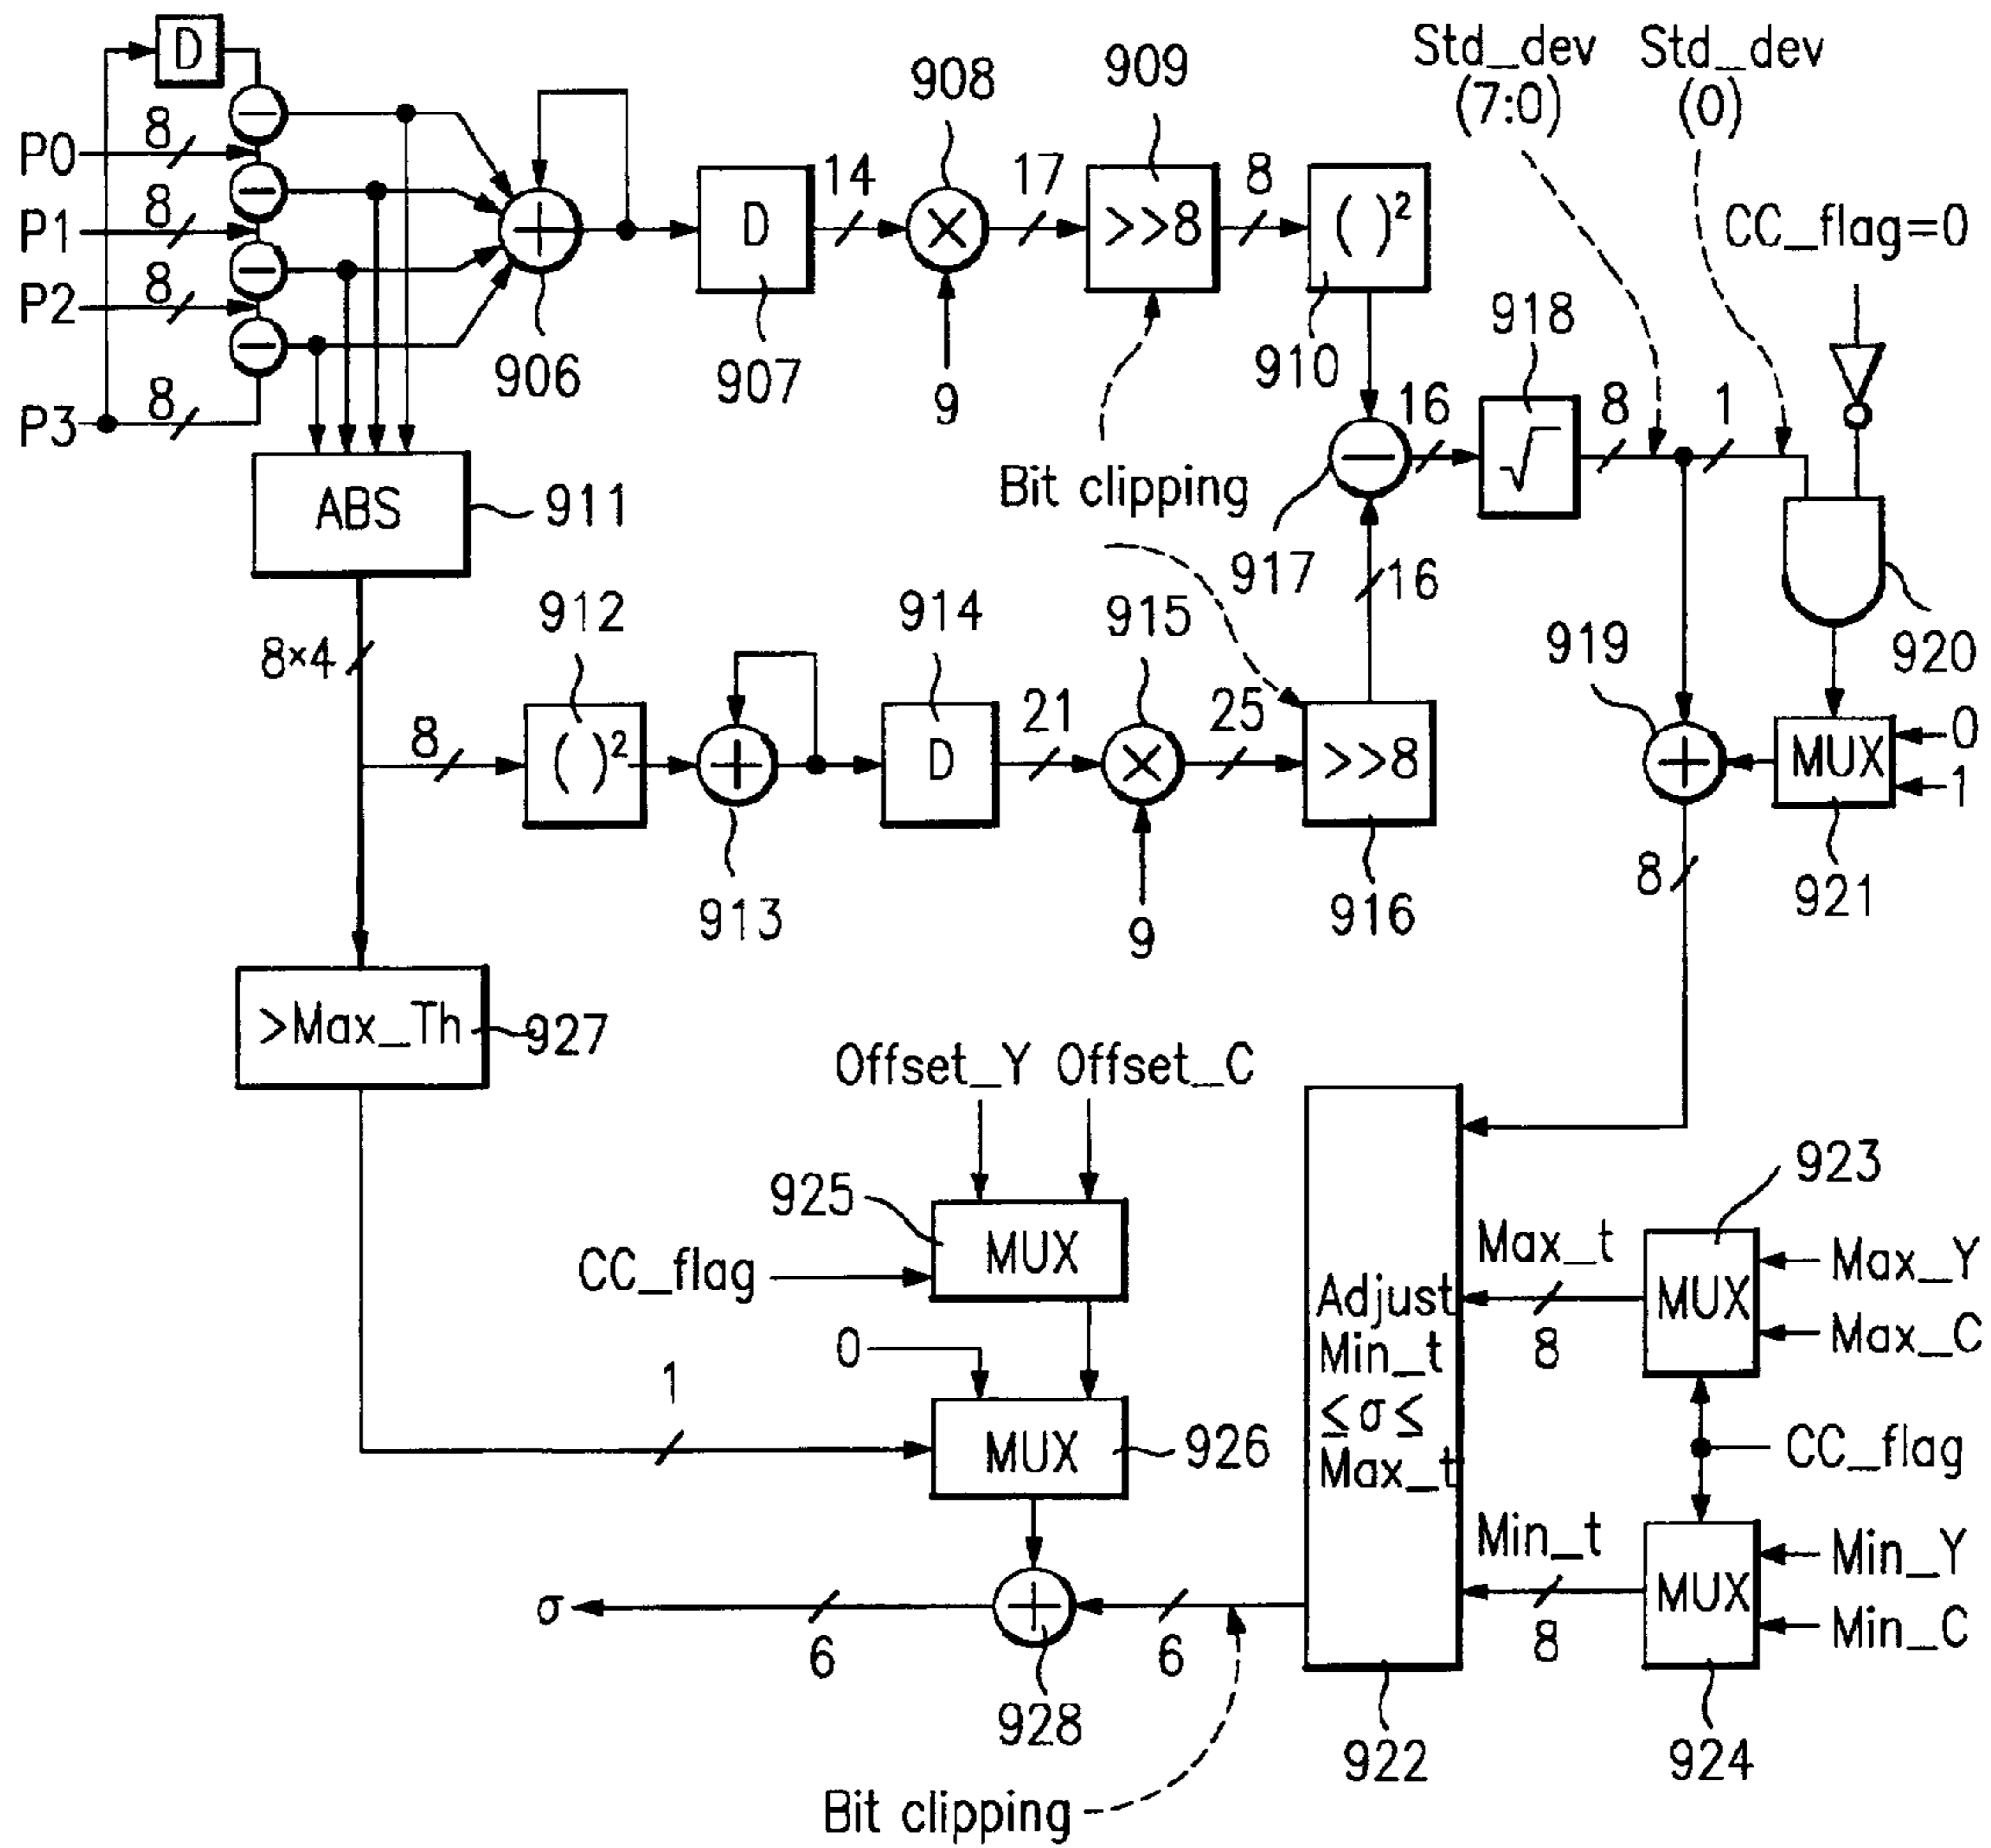 D
P0
8
P1
8
P2
8
P3
8
906
D
907
14
908
9
17
909
>>8
8
( )²
910
Bit clipping
Std_dev
(7:0)
Std_dev
(0)
CC_flag=0
918
√
16
8
1
917
16
ABS
911
8×4
8
912
( )²
913
914
D
21
915
9
25
>>8
916
919
920
MUX
0
1
921
8
>Max_Th
927
Offset_Y
Offset_C
925
MUX
CC_flag
0
1
MUX
926
σ
6
928
6
Bit clipping
Adjust
Min_t
≤σ≤
Max_t
922
923
MUX
Max_t
8
Max_Y
Max_C
CC_flag
Min_t
8
MUX
Min_Y
Min_C
924